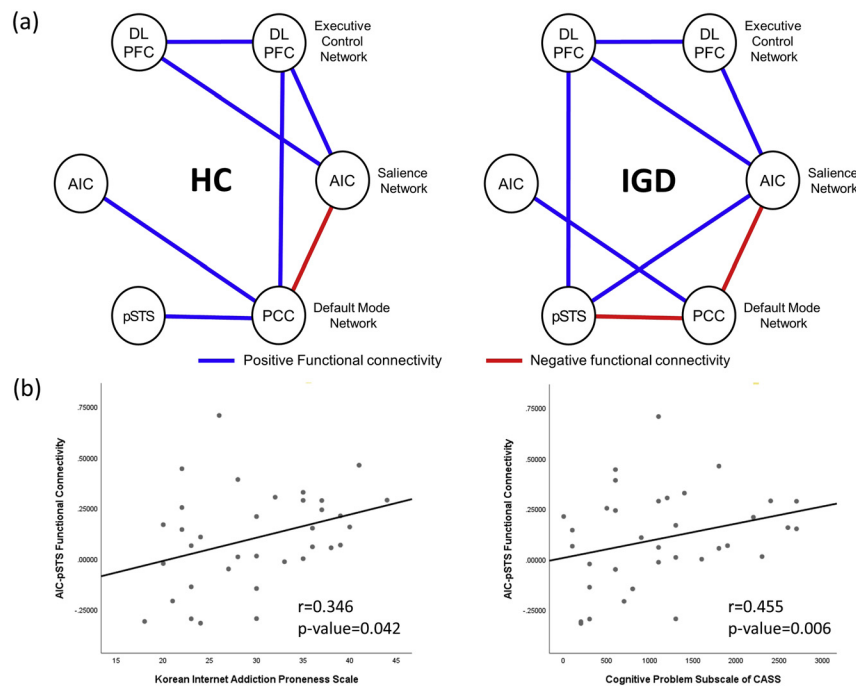 (a)
DL
PFC
DL
PFC
Executive
Control
Network
AIC
HC
AIC
Salience
Network
pSTS
PCC
Default Mode
Network
DL
PFC
DL
PFC
Executive
Control
Network
AIC
IGD
AIC
Salience
Network
pSTS
PCC
Default Mode
Network
Positive Functional connectivity
Negative functional connectivity
(b)
AIC-pSTS Functional Connectivity
.75000
.50000
.25000
.00000
-.25000
r=0.346
p-value=0.042
15 20 25 30 35 40 45
Korean Internet Addiction Proneness Scale
AIC-pSTS Functional Connectivity
.75000
.50000
.25000
.00000
-.25000
r=0.455
p-value=0.006
0 500 1000 1500 2000 2500 3000
Cognitive Problem Subscale of CASS